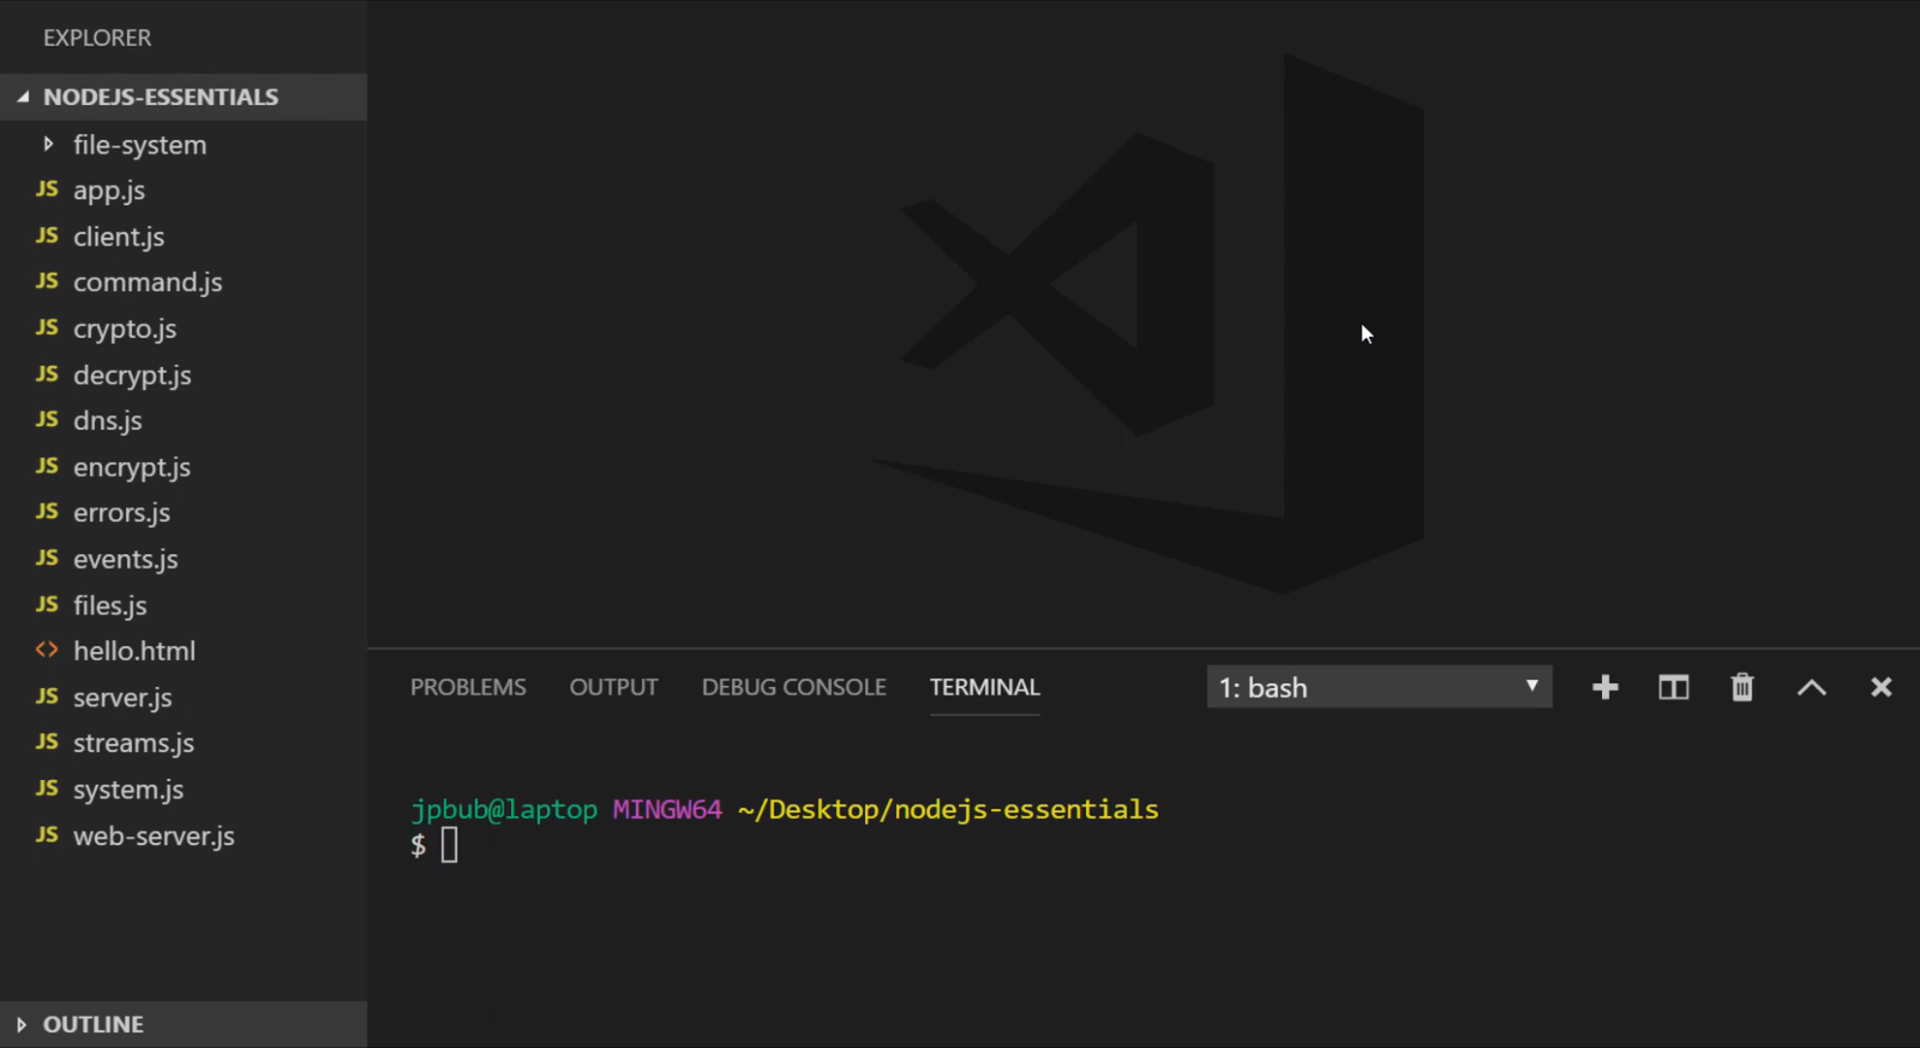 EXPLORER
NODEJS-ESSENTIALS
file-system
JS app.js
JS client.js
JS command.js
JS crypto.js
JS decrypt.js
JS dns.js
JS encrypt.js
JS errors.js
JS events.js
JS files.js
<> hello.html
JS server.js
JS streams.js
JS system.js
JS web-server.js
OUTLINE
PROBLEMS OUTPUT DEBUG CONSOLE TERMINAL 1: bash
jpbub@laptop MINGW64 ~/Desktop/nodejs-essentials
$